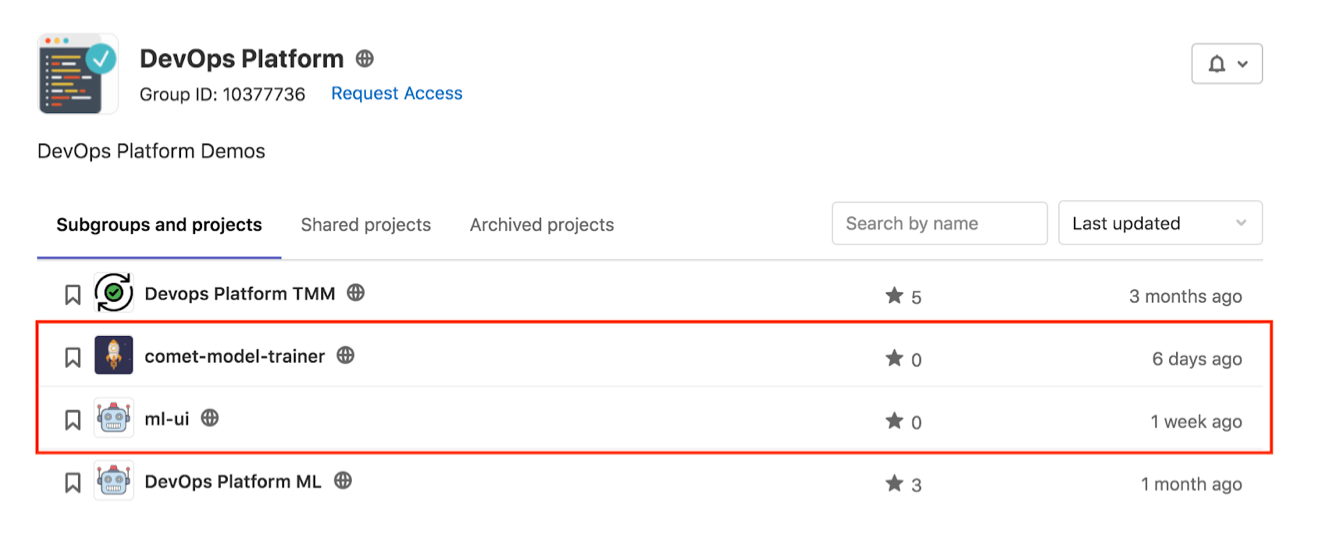 DevOps Platform
Group ID: 10377736 Request Access
DevOps Platform Demos
Subgroups and projects Shared projects Archived projects Search by name Last updated
Devops Platform TMM 5 3 months ago
comet-model-trainer 0 6 days ago
ml-ui 0 1 week ago
DevOps Platform ML 3 1 month ago